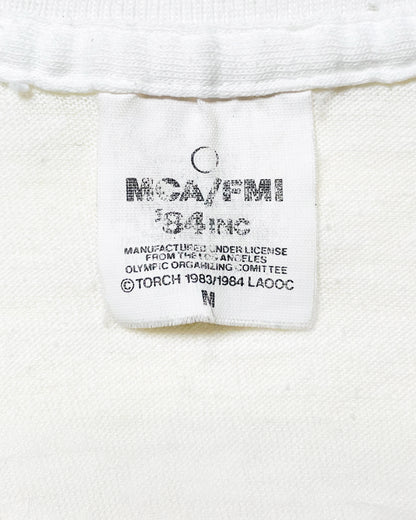 MCA/FMI
'84 INC
MANUFACTURED UNDER LICENSE
FROM THE LOS ANGELES
OLYMPIC ORGANIZING COMITTEE
© TORCH 1983/1984 LAOOC
M